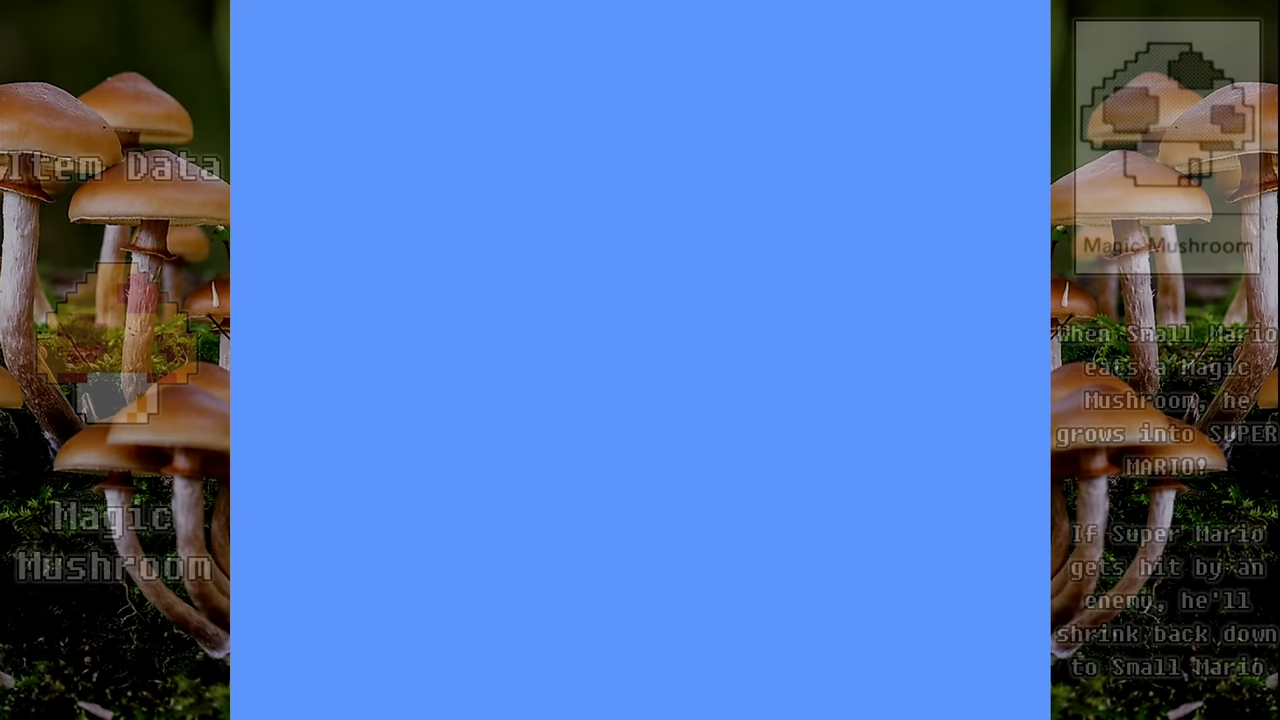 Item Data
Magic
Mushroom
Magic Mushroom
When Small Mario
eats a Magic
Mushroom, he
grows into SUPER
MARIO!
If Super Mario
gets hit by an
enemy, he'll
shrink back down
to Small Mario.